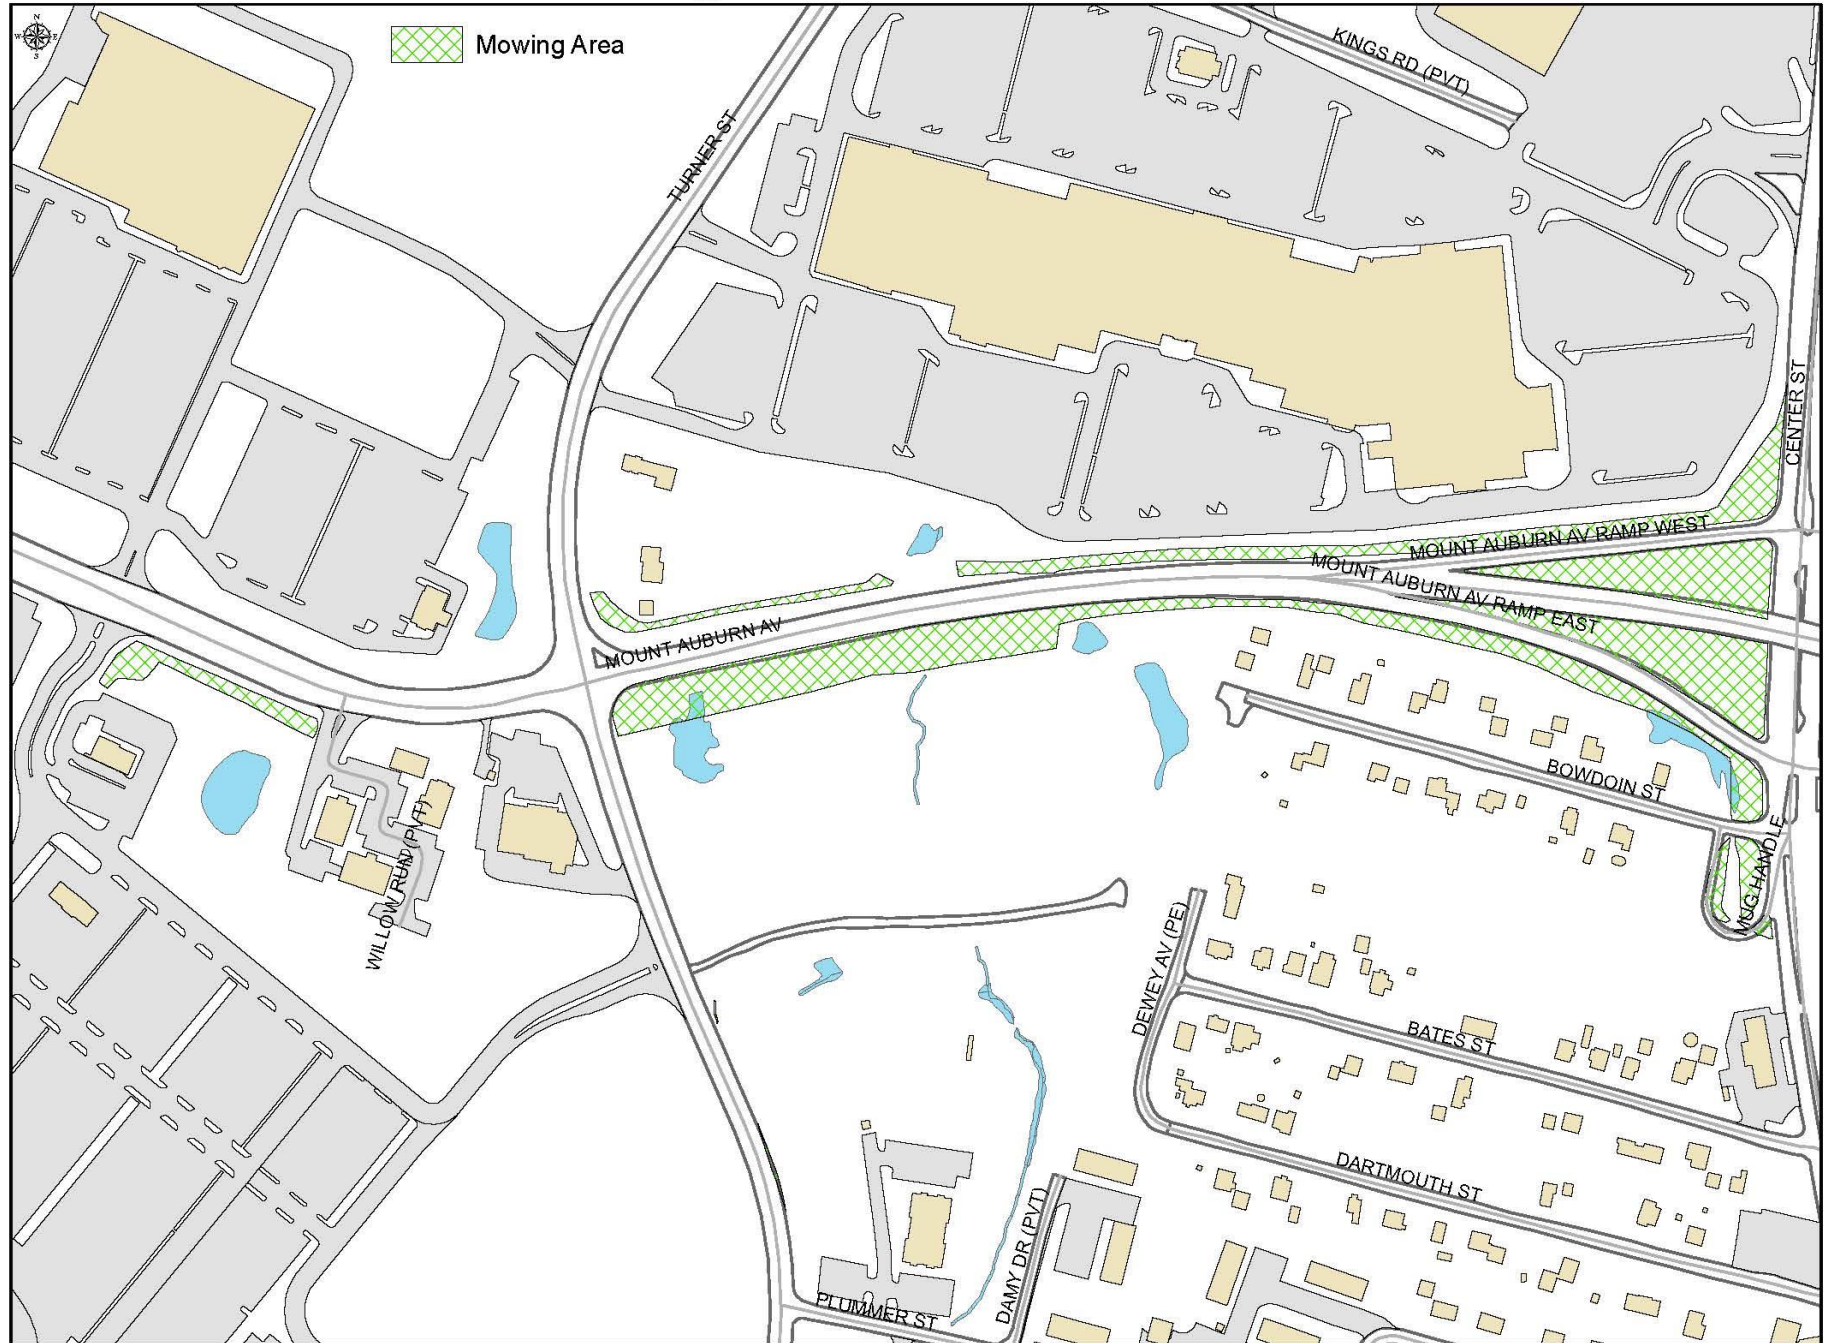 N
W E
S
Mowing Area
KINGS RD (PVT)
TURNER ST
CENTER ST
MOUNT AUBURN AV RAMP WEST
MOUNT AUBURN AV RAMP EAST
MOUNT AUBURN AV
BOWDOIN ST
MUG HANDLE
WILLOW RUN (PVT)
DEWEY AV (PE)
BATES ST
DARTMOUTH ST
DAMY DR (PVT)
PLUMMER ST